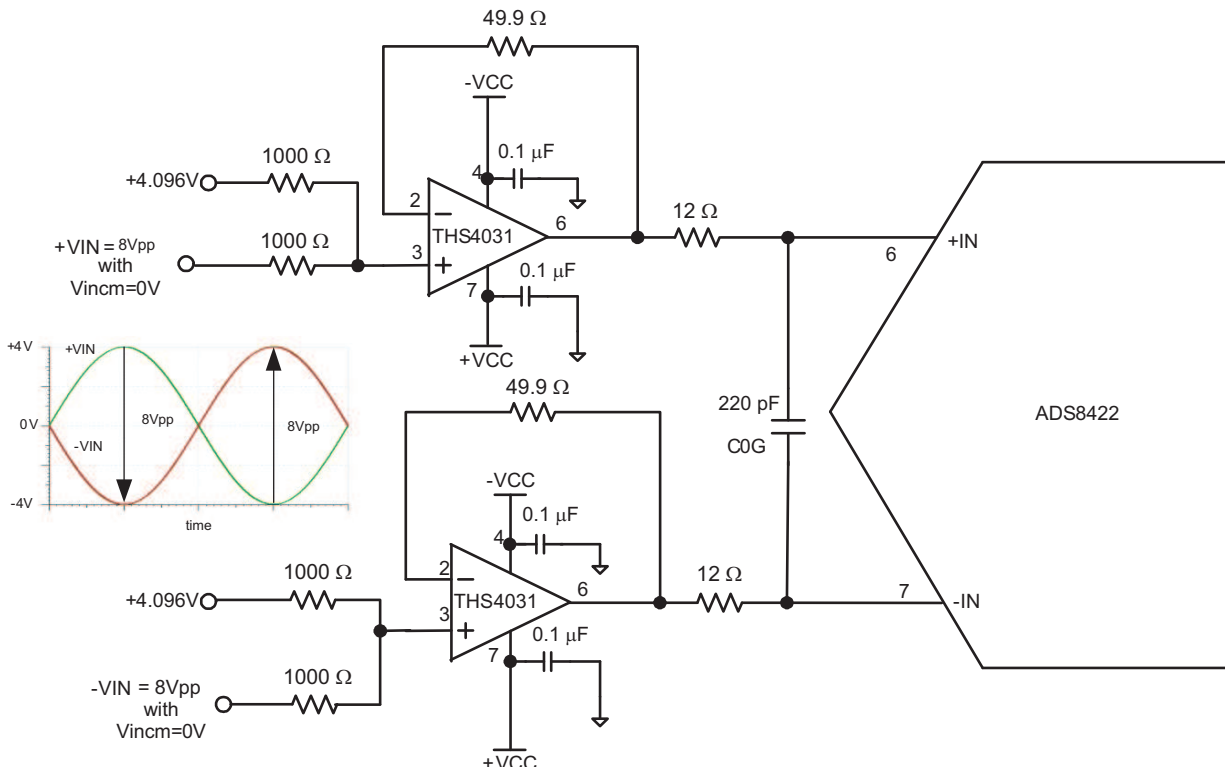 49.9 Ω
-VCC
1000 Ω
0.1 µF
+4.096V
4
2
THS4031
6
12 Ω
+VIN = 8Vpp
with
Vincm=0V
1000 Ω
3
0.1 µF
7
+VCC
6
+IN
+4V
+VIN
0V
8Vpp
8Vpp
-VIN
-4V
time
49.9 Ω
220 pF
C0G
ADS8422
-VCC
0.1 µF
4
1000 Ω
+4.096V
2
THS4031
6
12 Ω
7
-IN
3
0.1 µF
7
1000 Ω
-VIN = 8Vpp
with
Vincm=0V
+VCC